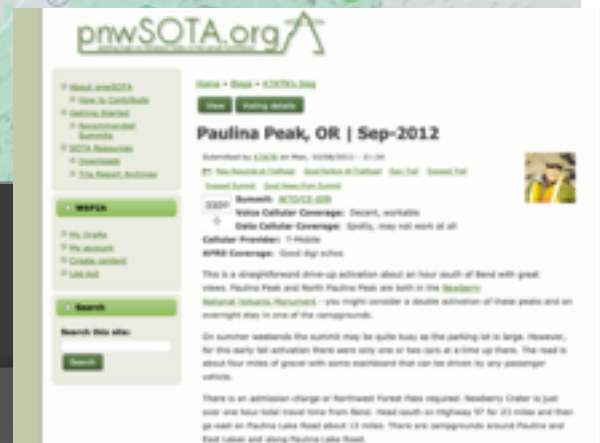 pnwSOTA.org
About pnwSOTA
How to Contribute
Getting Started
Recommended
Summits
SOTA Resources
Downloads
Trip Report Archives
Home » Blogs » K7ATN's blog
View
Voting details
Paulina Peak, OR | Sep-2012
Submitted by K7ATN on Mon,
Good Parking At Trailhead
Summit:
Voice Cellular Coverage: Decent, workable
Data Cellular Coverage: Spotty, may not work at all
Cellular Provider: T-Mobile
APRS Coverage: Good digi echos
My Drafts
My account
Create content
Log out
Search
Search this site:
Search
This is a straightforward drive-up activation about an hour south of Bend with great
views. Paulina Peak and North Paulina Peak are both in the Newberry
National Volcanic Monument - you might consider a double activation of these peaks and an
overnight stay in one of the campgrounds.
On summer weekends the summit may be quite busy as the parking lot is large. However,
for this early fall activation there were only one or two cars at a time up there. The road is
about four miles of gravel with some washboard that can be driven by any passenger
vehicle.
There is an admission charge or Northwest Forest Pass required. Newberry Crater is just
over one hour total travel time from Bend. Head south on Highway 97 for 23 miles and then
go east on Paulina Lake Road about 13 miles. There are campgrounds around Paulina and
East Lakes and along Paulina Lake Road.